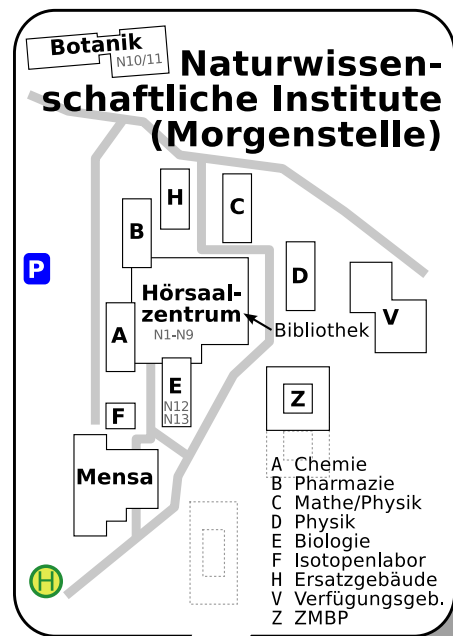 Botanik
N10/11
Naturwissen-
schaftliche Institute
(Morgenstelle)
H
C
B
P
D
Hörsaal-
zentrum
N1-N9
V
Bibliothek
A
E
N12
N13
Z
F
Mensa
A Chemie
B Pharmazie
C Mathe/Physik
D Physik
E Biologie
F Isotopenlabor
H Ersatzgebäude
V Verfügungsgeb.
Z ZMBP
H